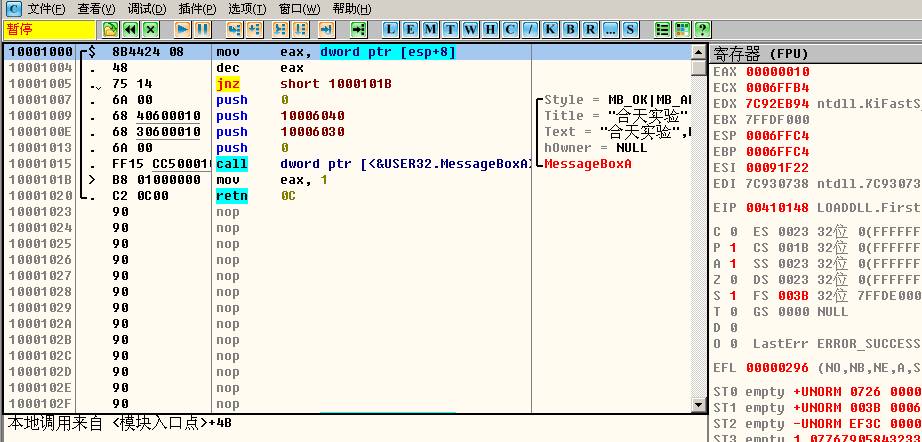 C 文件(F) 查看(V) 调试(D) 插件(P) 选项(T) 窗口(W) 帮助(H)
暂停 L E M T W H C / K B R ... S ?
10001000 $ 8B4424 08 mov eax, dword ptr [esp+8]
10001004 . 48 dec eax
10001005 . 75 14 jnz short 1000101B
10001007 . 6A 00 push 0 Style = MB_OK|MB_A
10001009 . 68 40600010 push 10006040 Title = "合天实验"
1000100E . 68 30600010 push 10006030 Text = "合天实验",
10001013 . 6A 00 push 0 hOwner = NULL
10001015 . FF15 CC500010 call dword ptr [<&USER32.MessageBoxA> MessageBoxA
1000101B > B8 01000000 mov eax, 1
10001020 . C2 0C00 retn 0C
10001023 90 nop
10001024 90 nop
10001025 90 nop
10001026 90 nop
10001027 90 nop
10001028 90 nop
10001029 90 nop
1000102A 90 nop
1000102B 90 nop
1000102C 90 nop
1000102D 90 nop
1000102E 90 nop
1000102F 90 nop
本地调用来自 <模块入口点>+4B
寄存器 (FPU)
EAX 00000010
ECX 0006FFB4
EDX 7C92EB94 ntdll.KiFastS
EBX 7FFDF000
ESP 0006FFC4
EBP 0006FFC4
ESI 00091F22
EDI 7C930738 ntdll.7C93073
EIP 00410148 LOADDLL.First
C 0 ES 0023 32位 0(FFFFFF
P 1 CS 001B 32位 0(FFFFFF
A 1 SS 0023 32位 0(FFFFFF
Z 0 DS 0023 32位 0(FFFFFF
S 1 FS 003B 32位 7FFDE000
T 0 GS 0000 NULL
D 0
O 0 LastErr ERROR_SUCCESS
EFL 00000296 (NO,NB,NE,A,S
ST0 empty +UNORM 0726 0000
ST1 empty +UNORM 003B 0006
ST2 empty -UNORM EF3C 0000